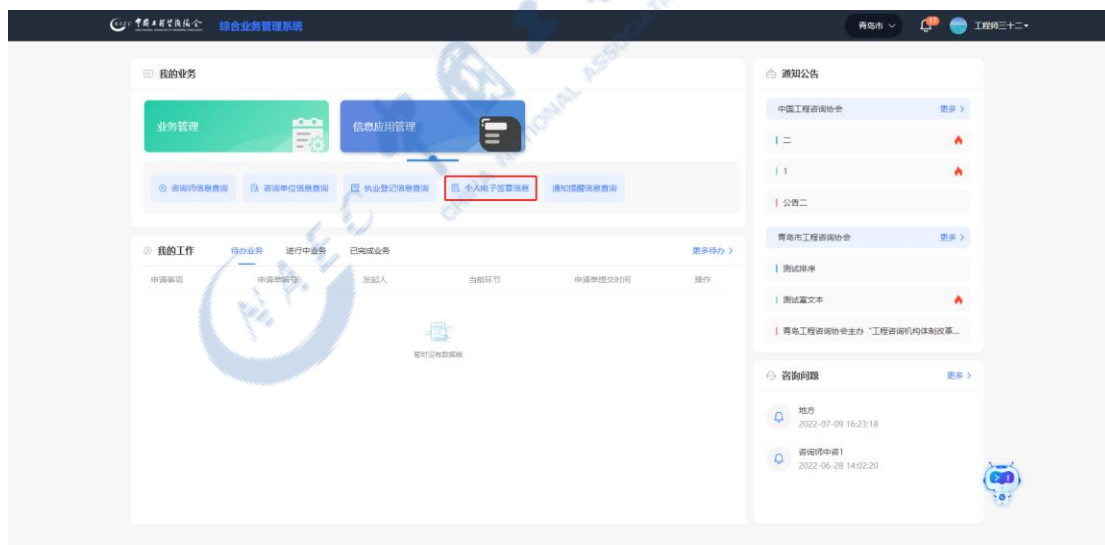 中国工程咨询协会 综合业务管理系统 青岛市 17 工程师三十二
我的业务
业务管理
信息应用管理
咨询师信息查询 咨询单位信息查询 执业登记信息查询 个人电子签章信息 通知提醒信息查询
我的工作 待办业务 进行中业务 已完成业务 更多待办 >
申请事项 申请单编号 发起人 当前环节 申请单提交时间 操作
暂时没有数据哦
通知公告
中国工程咨询协会 更多 >
二
1
公告二
青岛市工程咨询协会 更多 >
测试排序
测试富文本
青岛工程咨询协会主办“工程咨询机构体制改革...
咨询问题 更多 >
地方
2022-07-09 16:23:18
咨询师中咨1
2022-06-28 14:02:20
NAEC
CHINA NATIONAL ASSOCIATION